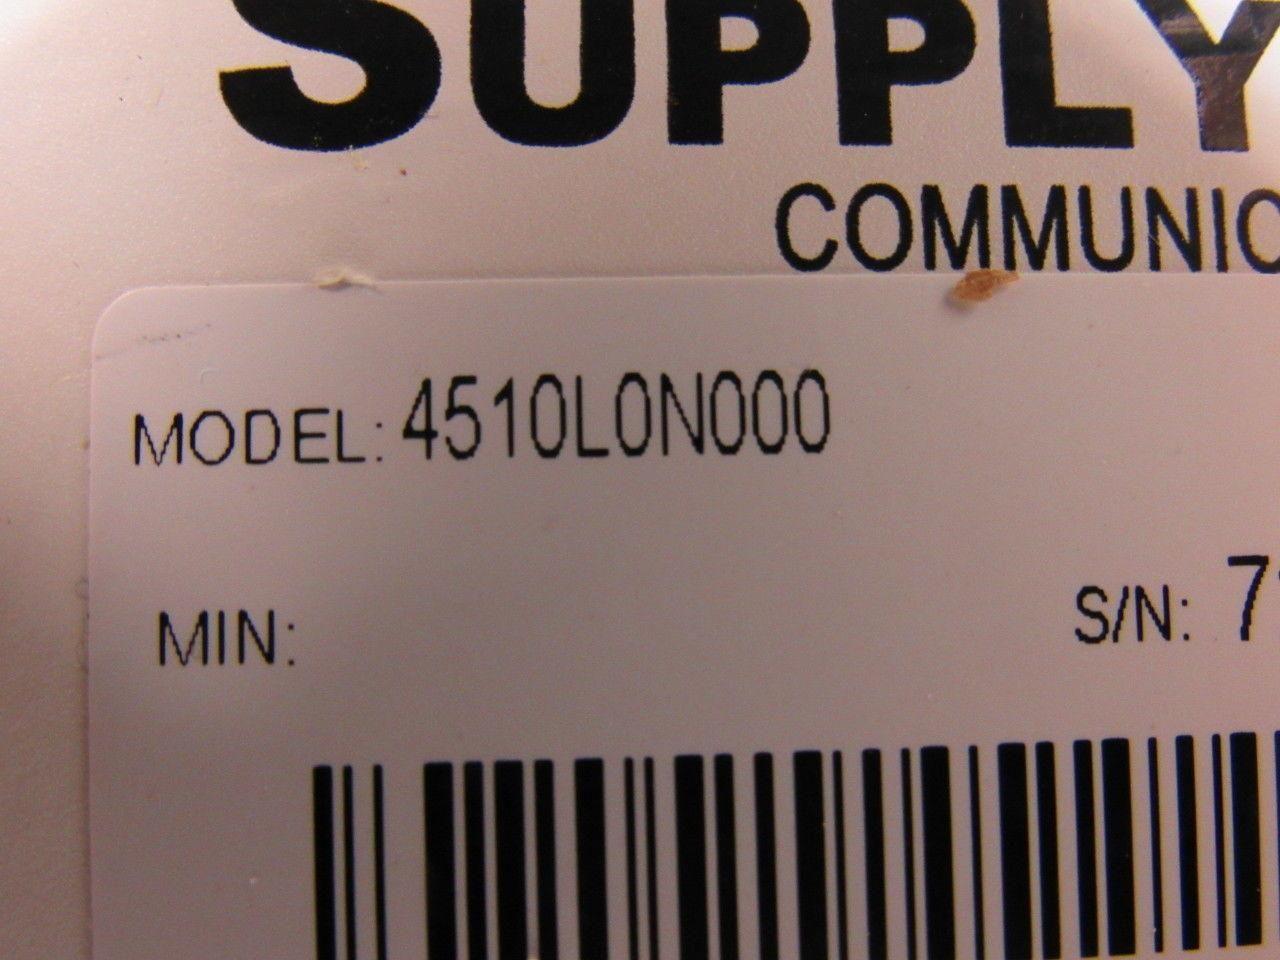 SUPPLY
COMMUNIC
MODEL: 4510L0N000
MIN:
S/N: 7